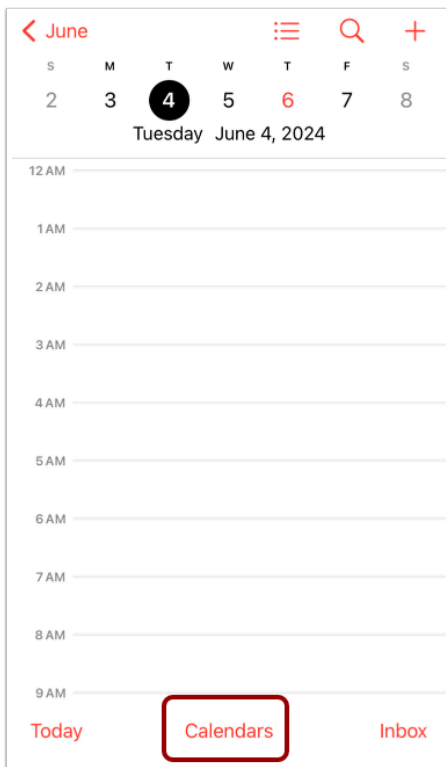 June
S M T W T F S
2 3 4 5 6 7 8
Tuesday June 4, 2024
12 AM
1 AM
2 AM
3 AM
4 AM
5 AM
6 AM
7 AM
8 AM
9 AM
Today Calendars Inbox